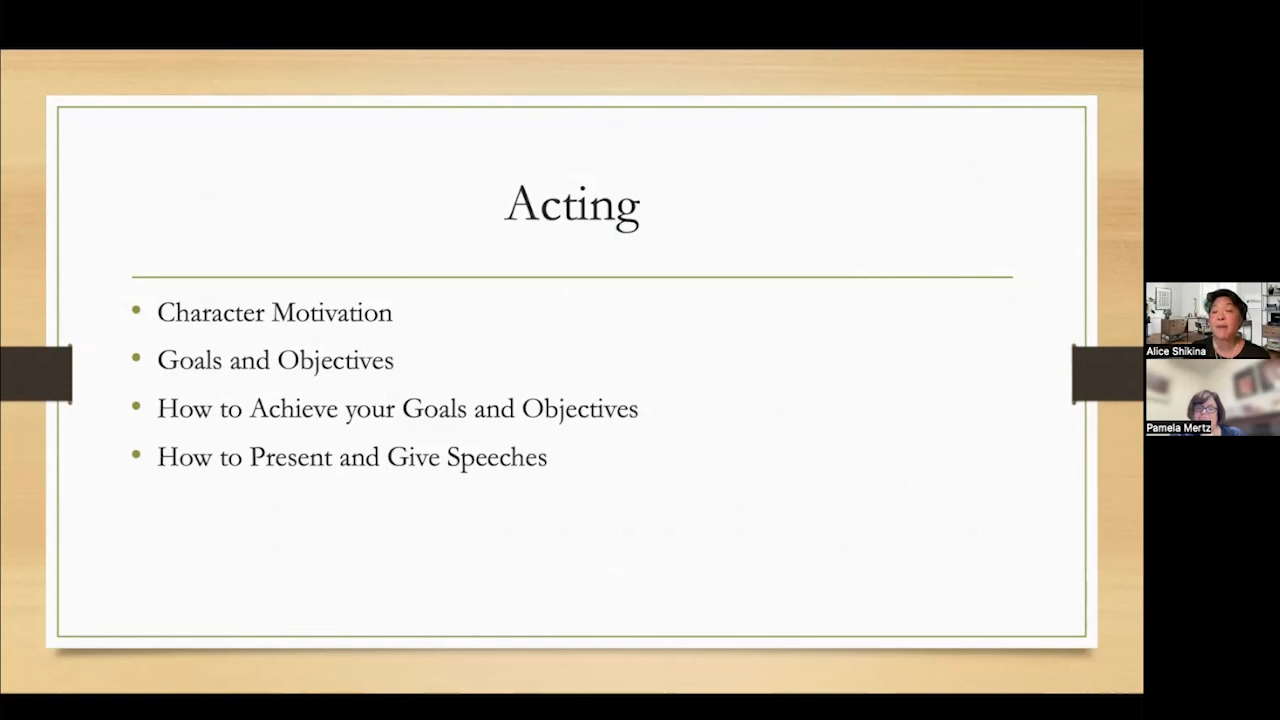 Acting
Character Motivation
Goals and Objectives
How to Achieve your Goals and Objectives
How to Present and Give Speeches
Alice Shikina
Pamela Mertz